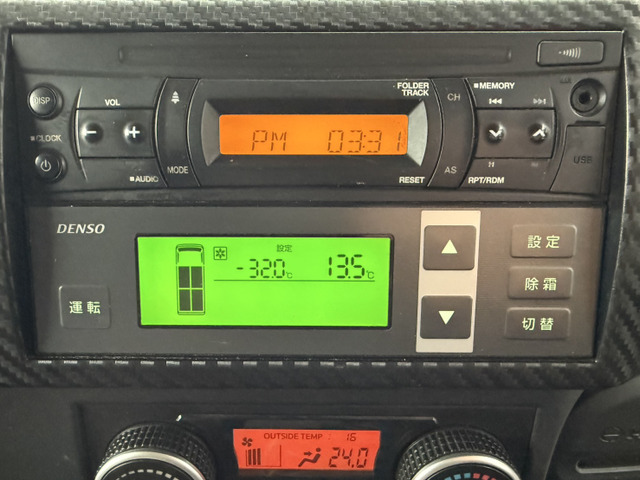 DISP
VOL
FOLDER
TRACK
CH
■MEMORY
- +
■CLOCK
PM 03:31
■AUDIO
MODE
RESET
AS
RPT/RDM
USB
DENSO
設定
-32.0℃ 13.5℃
運転
▲
▼
設定
除霜
切替
OUTSIDE TEMP : 16
24.0